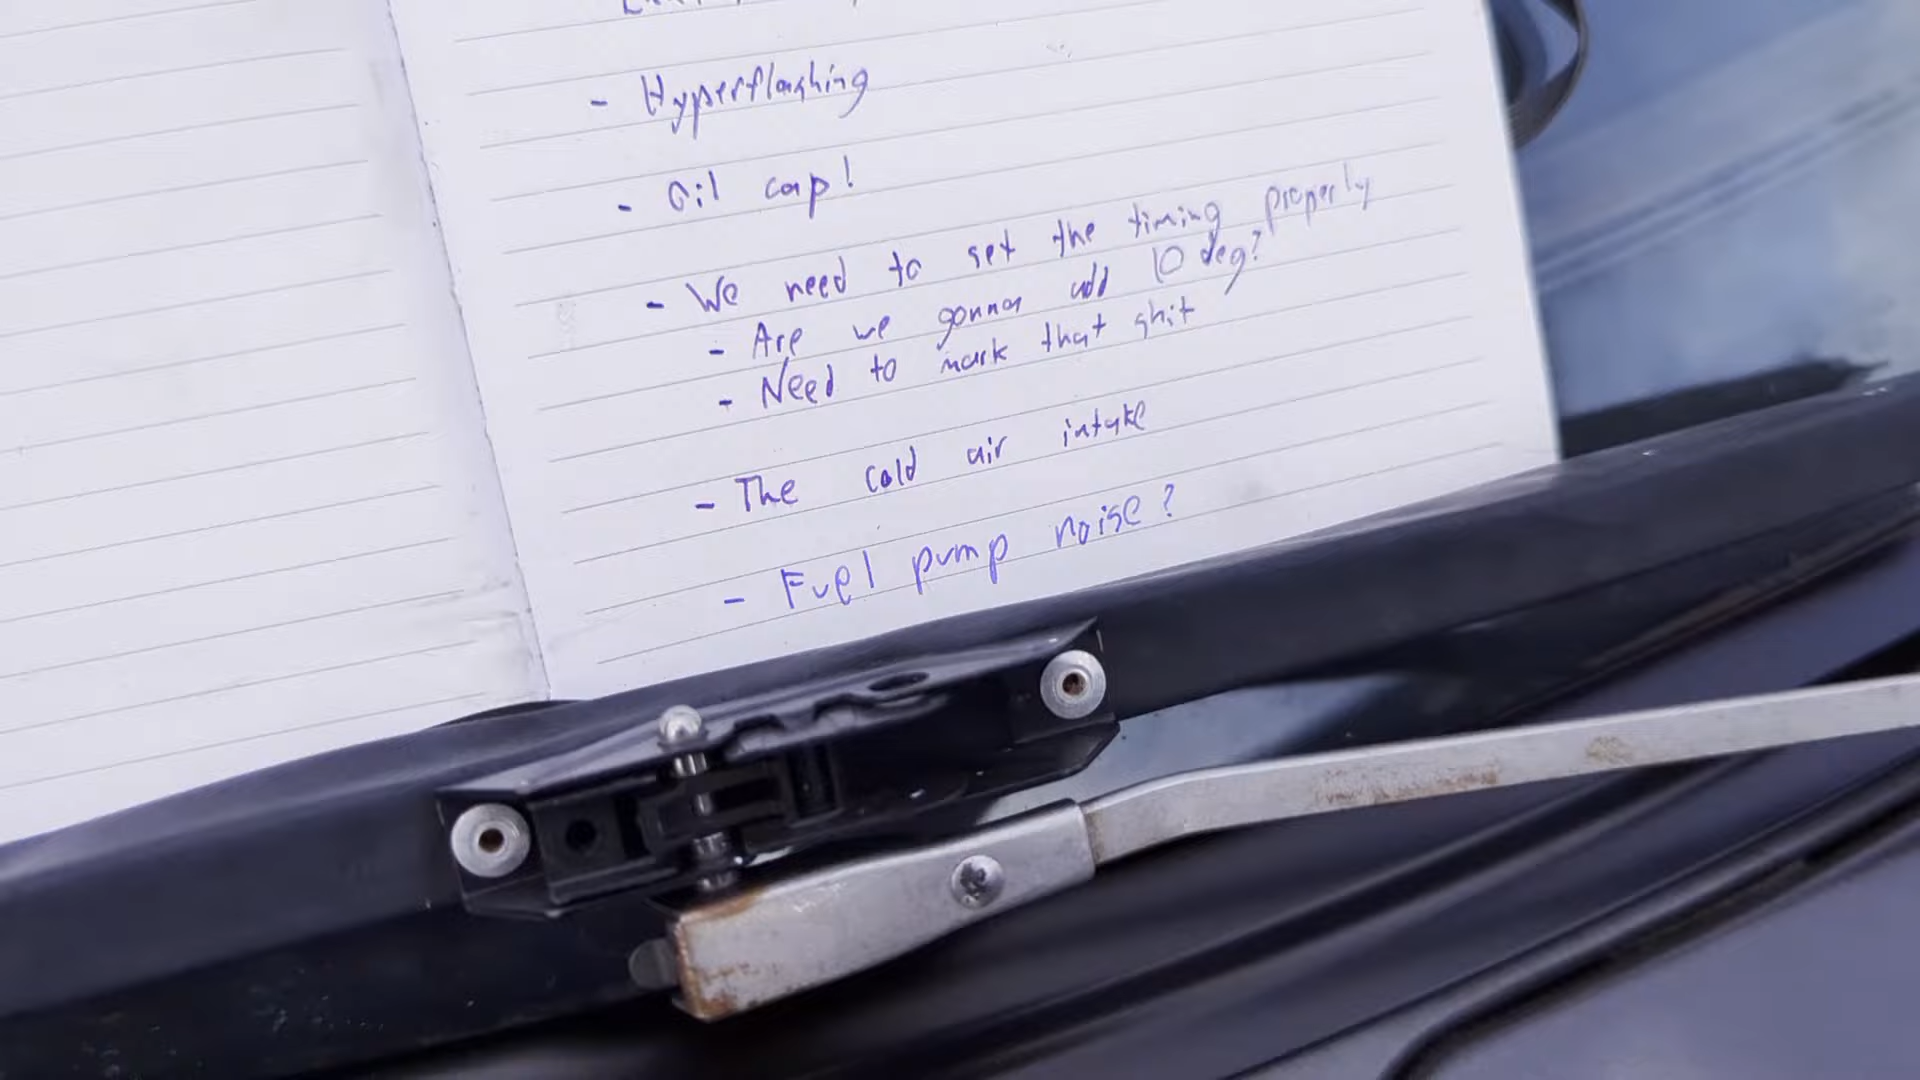 - Hyperflashing
- Oil cap!
- We need to set the timing properly
- Are we gonna add 10 deg?
- Need to mark that shit
- The cold air intake
- Fuel pump noise?